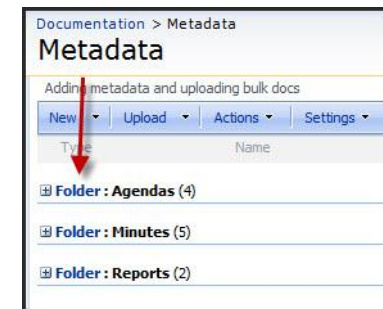 Documentation > Metadata
Metadata
Adding metadata and uploading bulk docs
New Upload Actions Settings
Type Name
Folder : Agendas (4)
Folder : Minutes (5)
Folder : Reports (2)